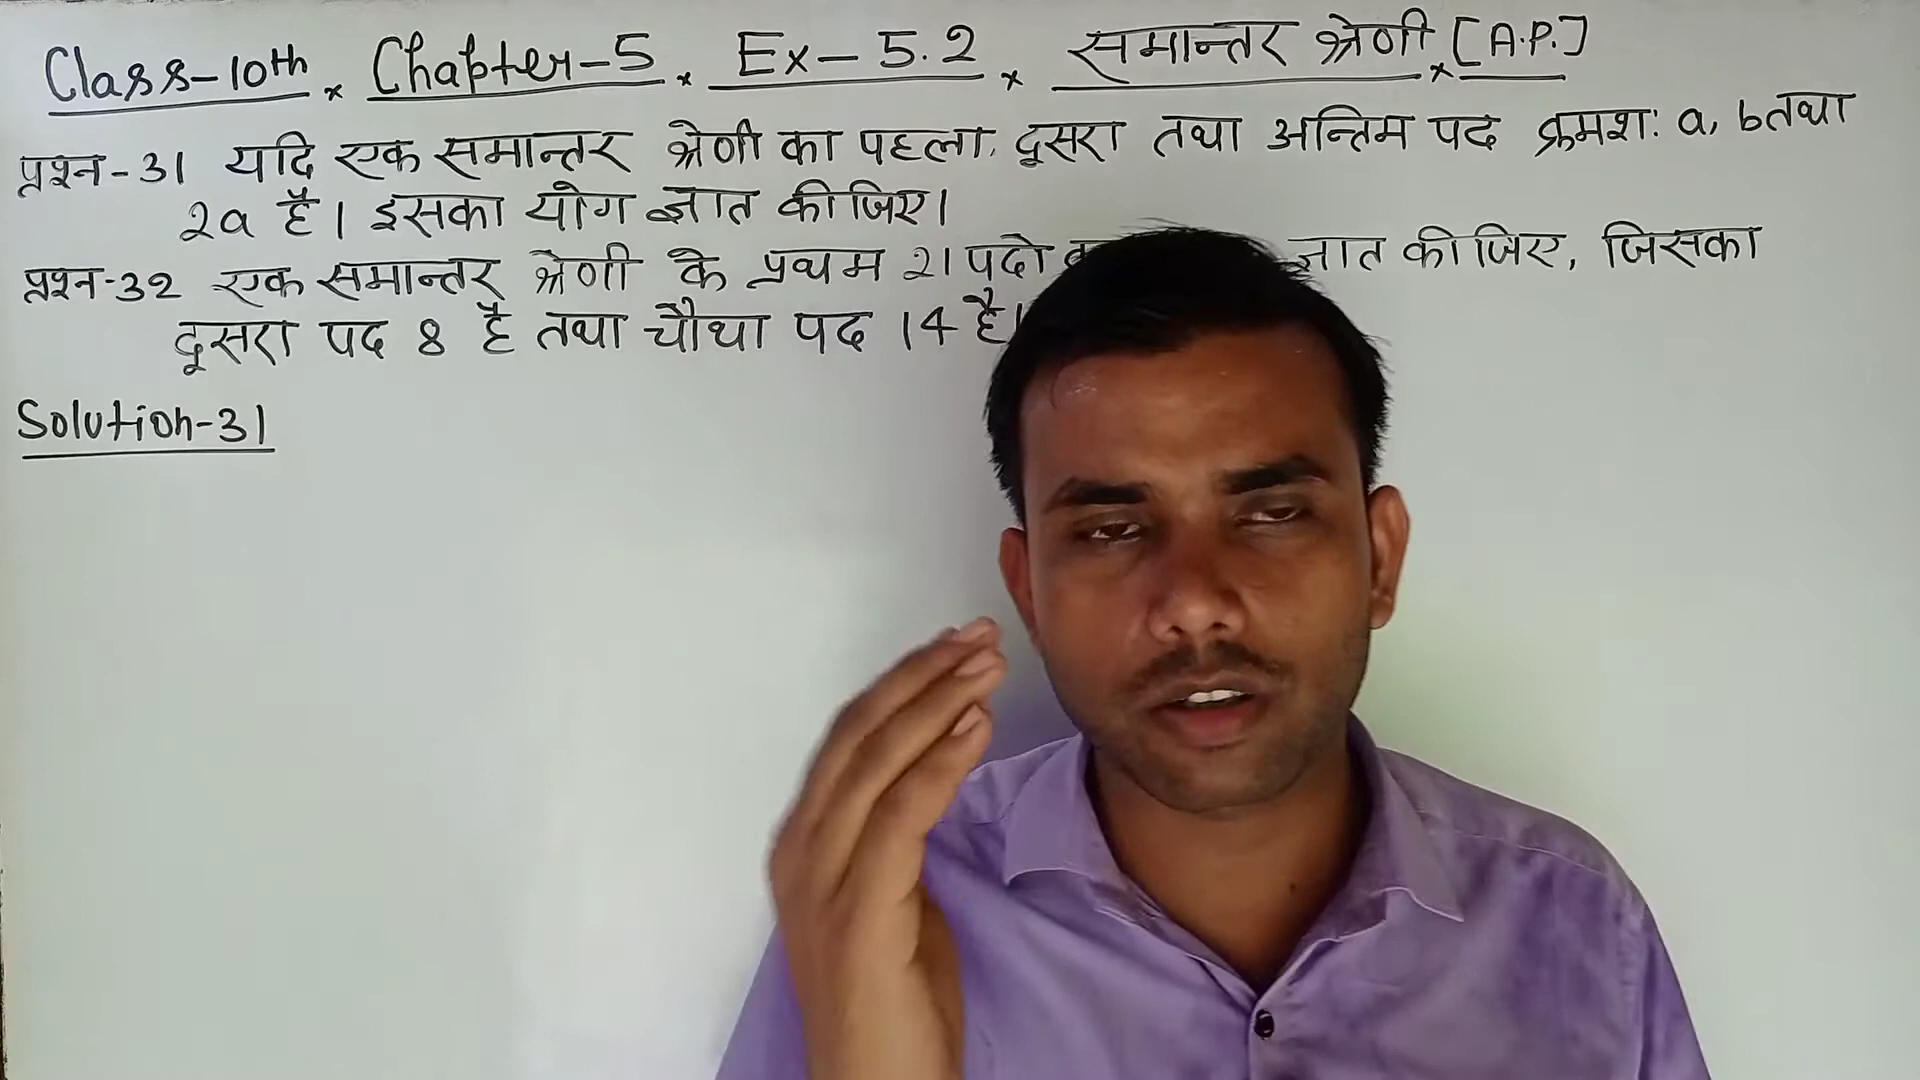 Class-10th × Chapter-5 × Ex-5.2 × समान्तर श्रेणी × [A.P.]
प्रश्न-31 यदि एक समान्तर श्रेणी का पहला, दूसरा तथा अन्तिम पद क्रमश: a, b तथा
2a है। इसका योग ज्ञात कीजिए।
प्रश्न-32 एक समान्तर श्रेणी के प्रथम 21 पदो ज्ञात कीजिए, जिसका
दूसरा पद 8 है तथा चौथा पद 14 है।
Solution-31